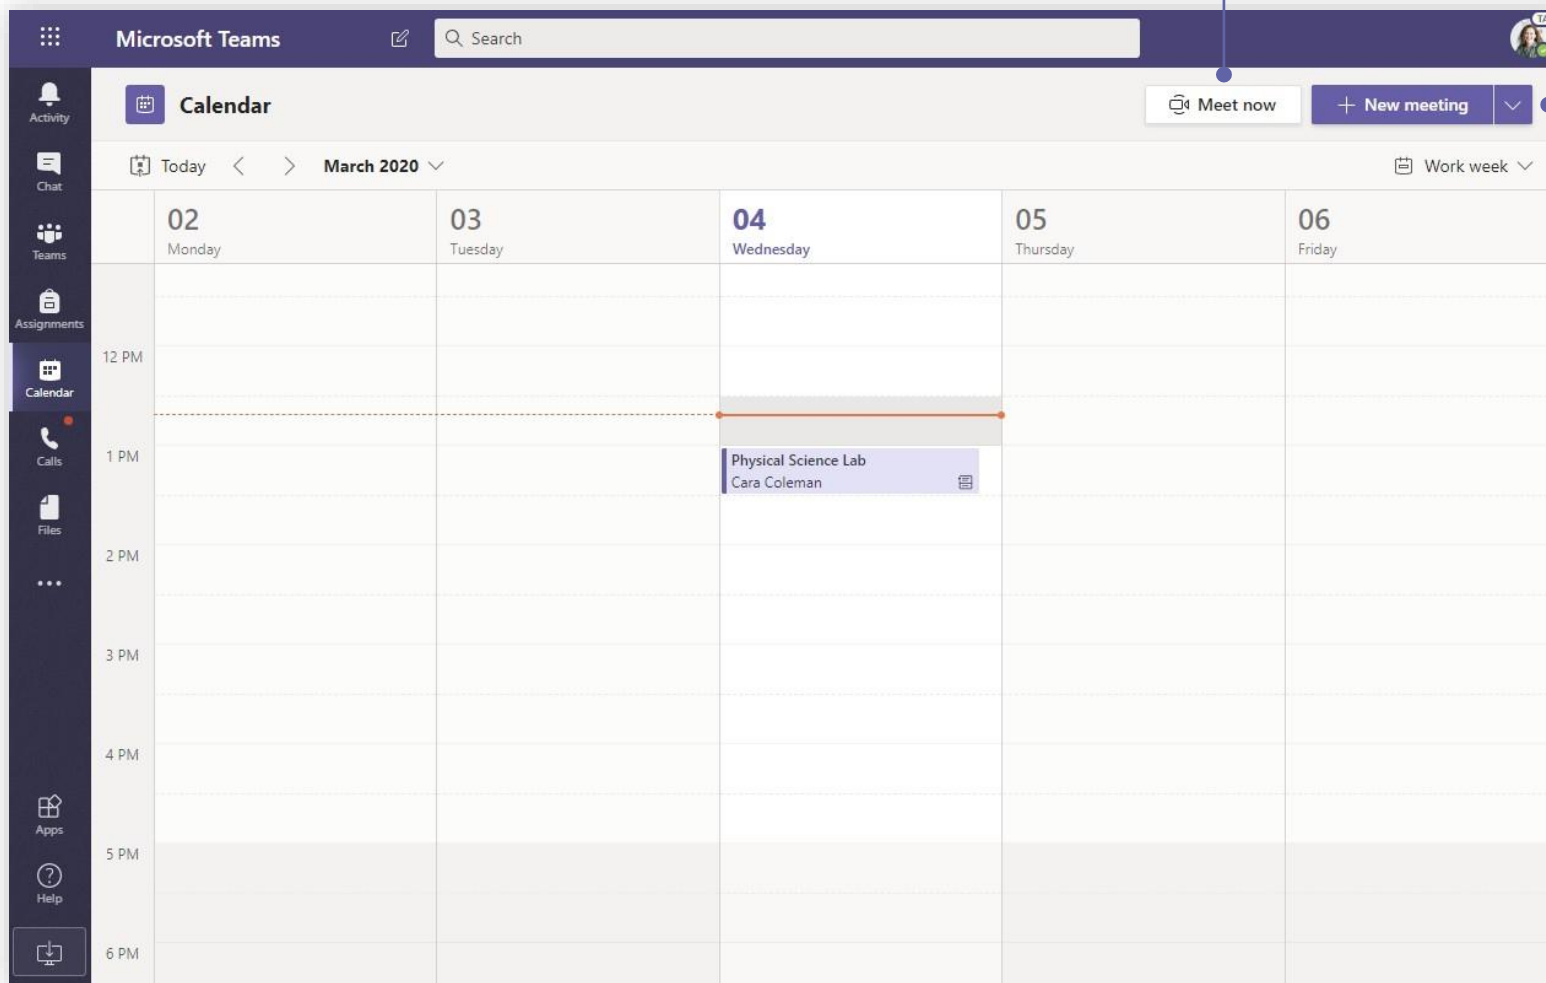 Microsoft Teams
Search
TA
Activity
Chat
Teams
Assignments
Calendar
Calls
Files
Apps
Help
Calendar
Meet now
New meeting
Today
March 2020
Work week
02
Monday
03
Tuesday
04
Wednesday
05
Thursday
06
Friday
12 PM
1 PM
Physical Science Lab
Cara Coleman
2 PM
3 PM
4 PM
5 PM
6 PM